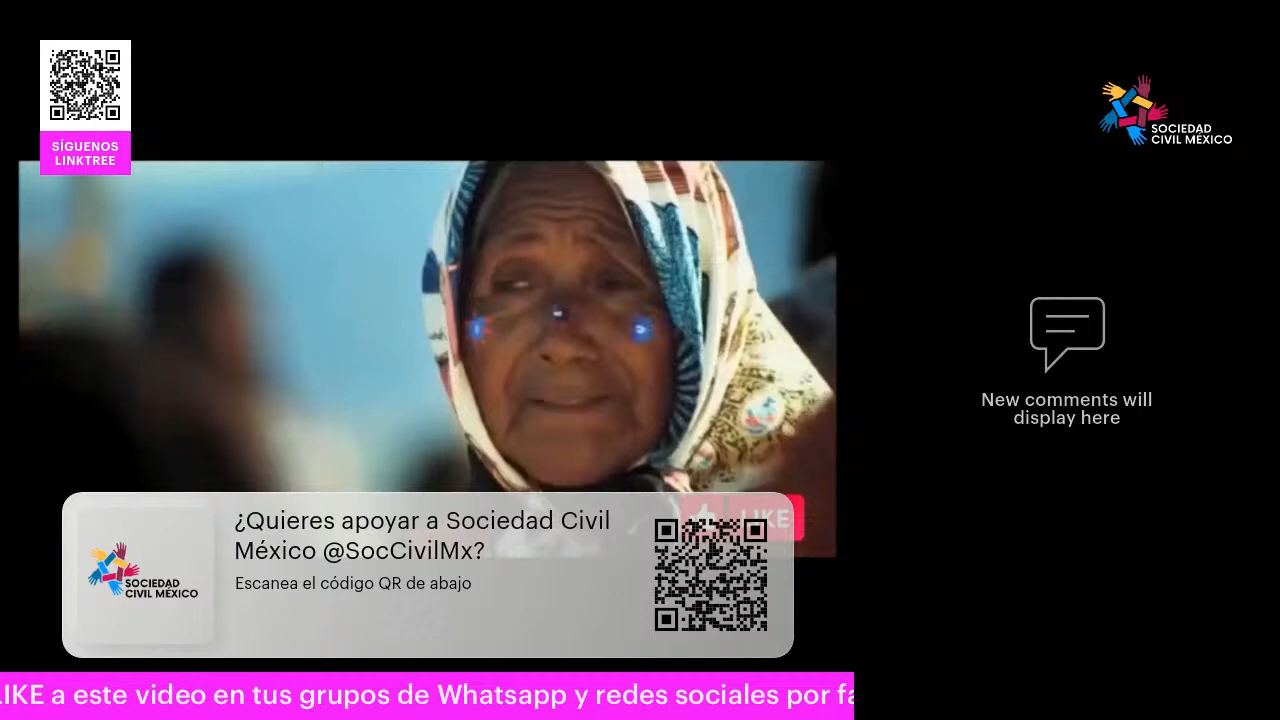 SÍGUENOS
LINKTREE
SOCIEDAD
CIVIL MÉXICO
New comments will
display here
LIKE
¿Quieres apoyar a Sociedad Civil
México @SocCivilMx?
Escanea el código QR de abajo
SOCIEDAD
CIVIL MÉXICO
LIKE a este video en tus grupos de Whatsapp y redes sociales por fa